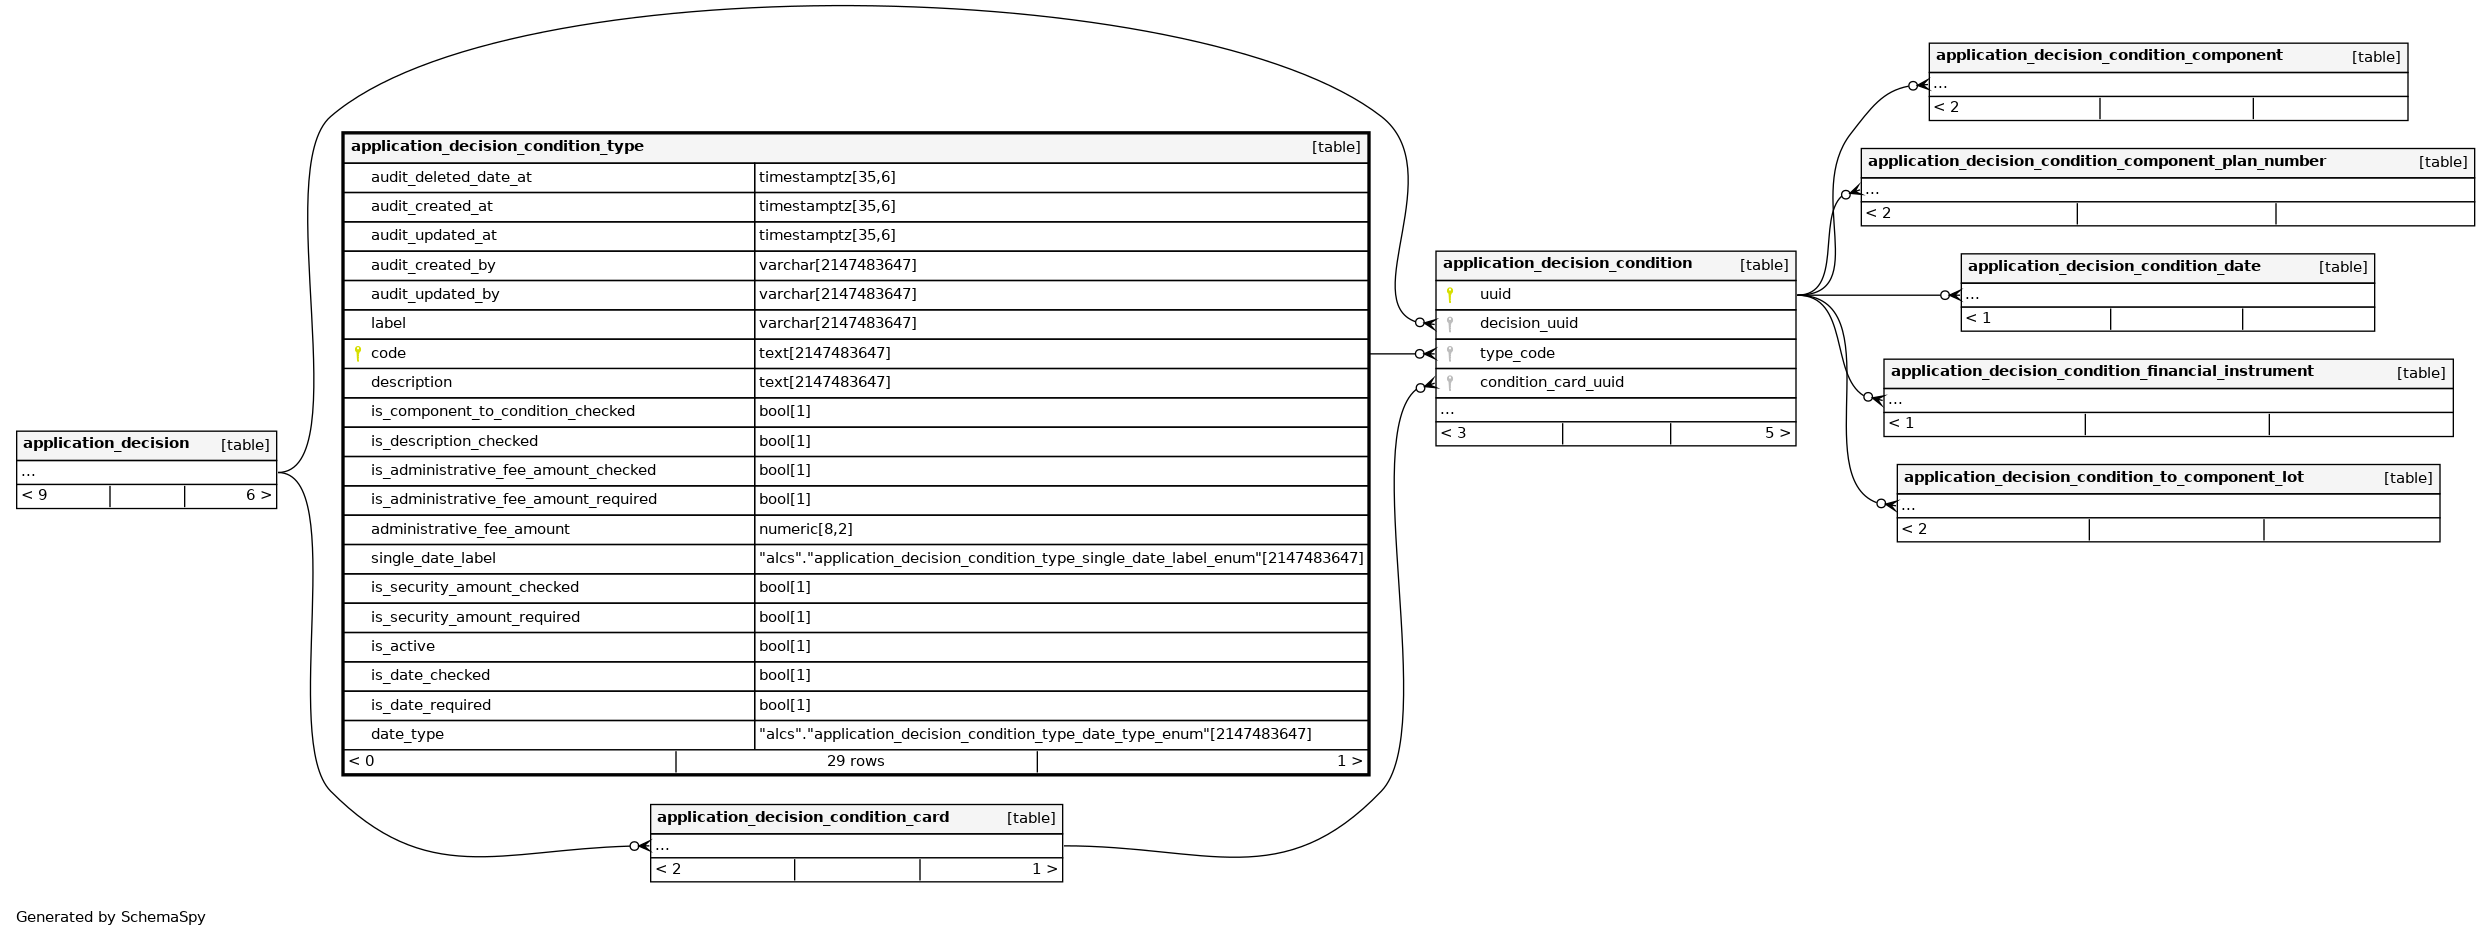 application_decision [table]
...
< 9 6 >
application_decision_condition_type [table]
audit_deleted_date_at timestamptz[35,6]
audit_created_at timestamptz[35,6]
audit_updated_at timestamptz[35,6]
audit_created_by varchar[2147483647]
audit_updated_by varchar[2147483647]
label varchar[2147483647]
code text[2147483647]
description text[2147483647]
is_component_to_condition_checked bool[1]
is_description_checked bool[1]
is_administrative_fee_amount_checked bool[1]
is_administrative_fee_amount_required bool[1]
administrative_fee_amount numeric[8,2]
single_date_label "alcs"."application_decision_condition_type_single_date_label_enum"[2147483647]
is_security_amount_checked bool[1]
is_security_amount_required bool[1]
is_active bool[1]
is_date_checked bool[1]
is_date_required bool[1]
date_type "alcs"."application_decision_condition_type_date_type_enum"[2147483647]
< 0 29 rows 1 >
application_decision_condition_card [table]
...
< 2 1 >
application_decision_condition [table]
uuid
decision_uuid
type_code
condition_card_uuid
...
< 3 5 >
application_decision_condition_component [table]
...
< 2
application_decision_condition_component_plan_number [table]
...
< 2
application_decision_condition_date [table]
...
< 1
application_decision_condition_financial_instrument [table]
...
< 1
application_decision_condition_to_component_lot [table]
...
< 2
Generated by SchemaSpy